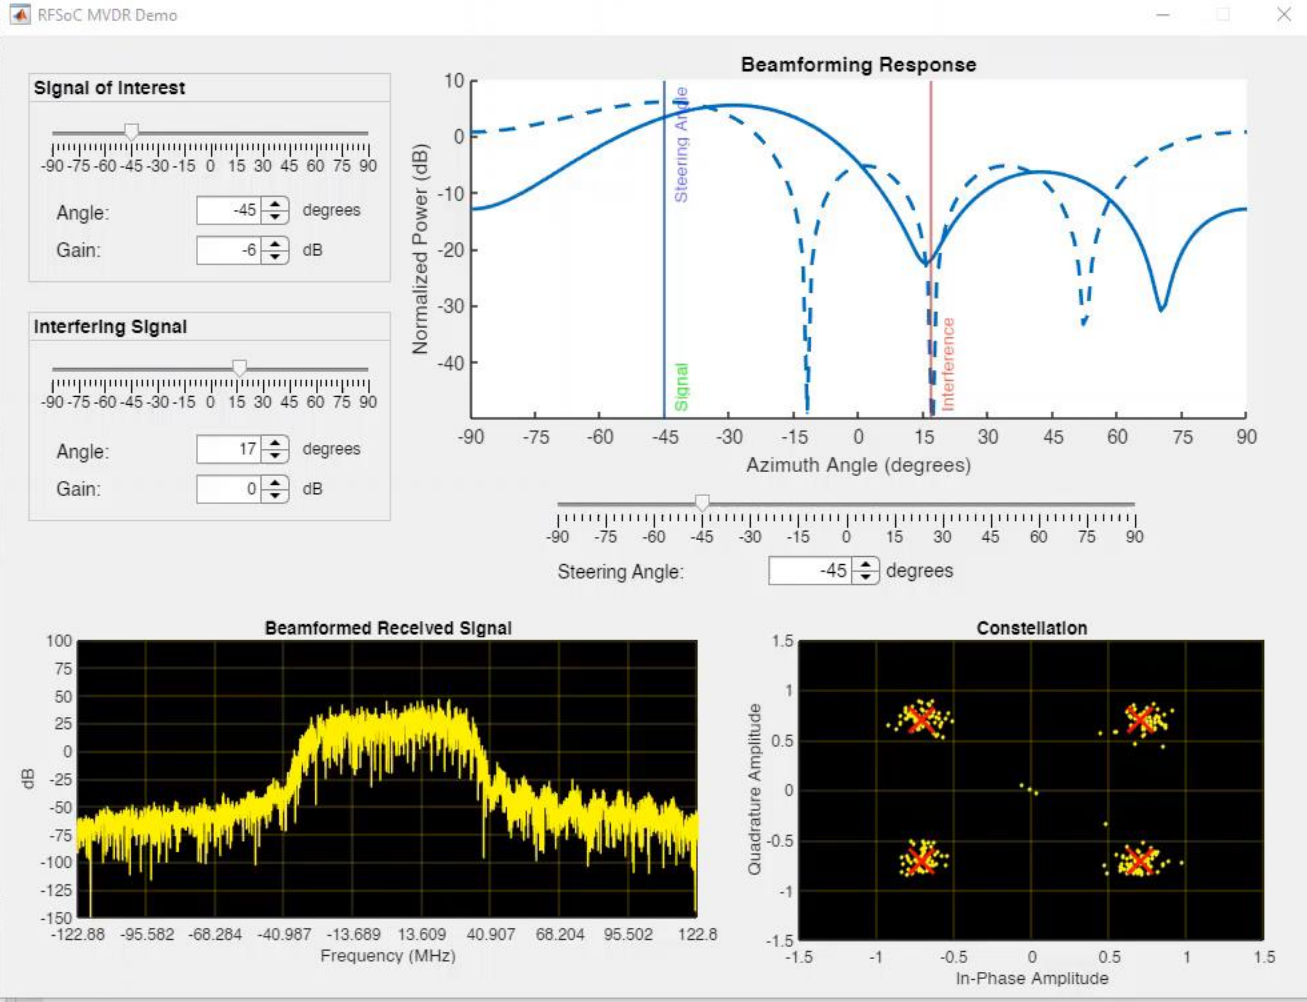 RFSoC MVDR Demo
Signal of Interest
-90 -75 -60 -45 -30 -15 0 15 30 45 60 75 90
Angle: -45 degrees
Gain: -6 dB
Interfering Signal
-90 -75 -60 -45 -30 -15 0 15 30 45 60 75 90
Angle: 17 degrees
Gain: 0 dB
Beamforming Response
Normalized Power (dB)
10
0
-10
-20
-30
-40
Steering Angle
Signal
Interference
-90 -75 -60 -45 -30 -15 0 15 30 45 60 75 90
Azimuth Angle (degrees)
-90 -75 -60 -45 -30 -15 0 15 30 45 60 75 90
Steering Angle: -45 degrees
Beamformed Received Signal
dB
100
75
50
25
0
-25
-50
-75
-100
-125
-150
-122.88 -95.582 -68.284 -40.987 -13.689 13.609 40.907 68.204 95.502 122.8
Frequency (MHz)
Constellation
Quadrature Amplitude
1.5
1
0.5
0
-0.5
-1
-1.5
-1.5 -1 -0.5 0 0.5 1 1.5
In-Phase Amplitude